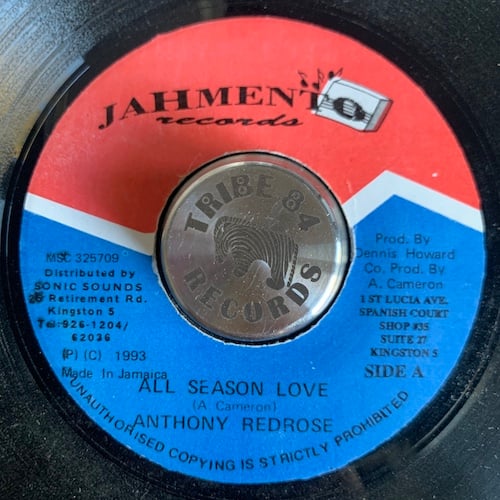 JAHMENTO
records
TRIBE 84
RECORDS
MSC 325709
Distributed by
SONIC SOUNDS
Retirement Rd.
Kingston 5
Tel:926-1204/
62036
(P) (C) 1993
Made In Jamaica
Prod. By
Dennis Howard
Co. Prod. By
A. Cameron
1 ST LUCIA AVE.
SPANISH COURT
SHOP #35
SUITE 27
KINGSTON 5
SIDE A
ALL SEASON LOVE
(A. Cameron)
ANTHONY REDROSE
UNAUTHORISED COPYING IS STRICTLY PROHIBITED